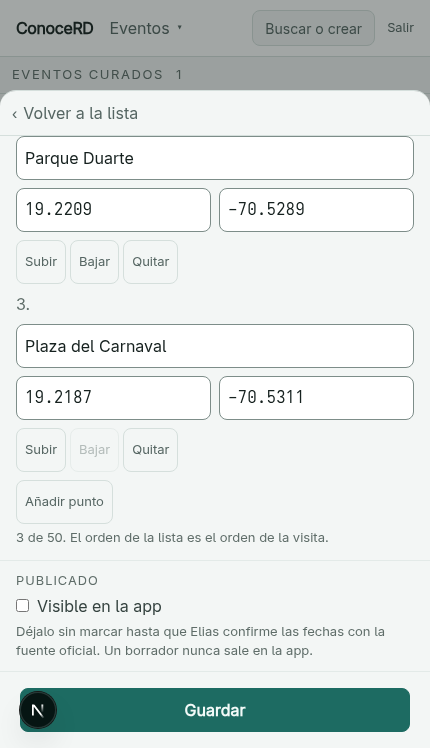 ConoceRD Eventos ▾ Buscar o crear Salir
EVENTOS CURADOS 1
‹ Volver a la lista
Parque Duarte
19.2209 -70.5289
Subir Bajar Quitar
3.
Plaza del Carnaval
19.2187 -70.5311
Subir Bajar Quitar
Añadir punto
3 de 50. El orden de la lista es el orden de la visita.
PUBLICADO
Visible en la app
Déjalo sin marcar hasta que Elias confirme las fechas con la
fuente oficial. Un borrador nunca sale en la app.
N Guardar